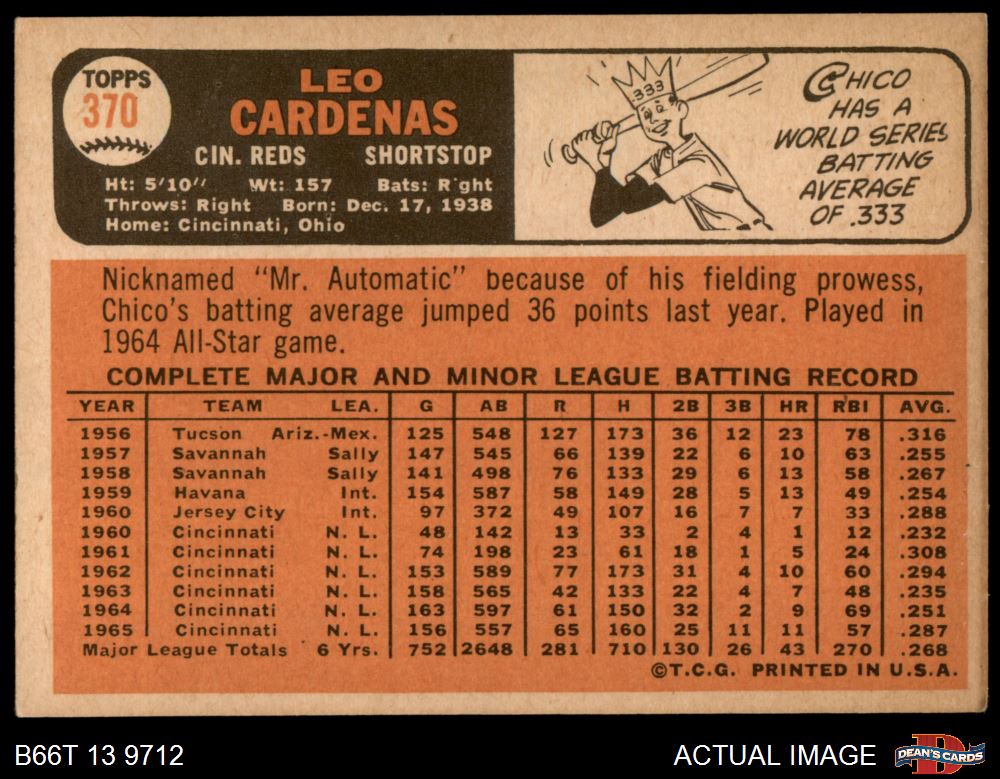 TOPPS
370
LEO
CARDENAS
CIN. REDS SHORTSTOP
Ht: 5'10" Wt: 157 Bats: Right
Throws: Right Born: Dec. 17, 1938
Home: Cincinnati, Ohio
.333
CHICO
HAS A
WORLD SERIES
BATTING
AVERAGE
OF .333
Nicknamed "Mr. Automatic" because of his fielding prowess,
Chico's batting average jumped 36 points last year. Played in
1964 All-Star game.
COMPLETE MAJOR AND MINOR LEAGUE BATTING RECORD
YEAR TEAM LEA. G AB R H 2B 3B HR RBI AVG.
1956 Tucson Ariz.-Mex. 125 548 127 173 36 12 23 78 .316
1957 Savannah Sally 147 545 66 139 22 6 10 63 .255
1958 Savannah Sally 141 498 76 133 29 6 13 58 .267
1959 Havana Int. 154 587 58 149 28 5 13 49 .254
1960 Jersey City Int. 97 372 49 107 16 7 7 33 .288
1960 Cincinnati N. L. 48 142 13 33 2 4 1 12 .232
1961 Cincinnati N. L. 74 198 23 61 18 1 5 24 .308
1962 Cincinnati N. L. 153 589 77 173 31 4 10 60 .294
1963 Cincinnati N. L. 158 565 42 133 22 4 7 48 .235
1964 Cincinnati N. L. 163 597 61 150 32 2 9 69 .251
1965 Cincinnati N. L. 156 557 65 160 25 11 11 57 .287
Major League Totals 6 Yrs. 752 2648 281 710 130 26 43 270 .268
©T.C.G. PRINTED IN U.S.A.
B66T 13 9712 ACTUAL IMAGE
DEAN'S CARDS